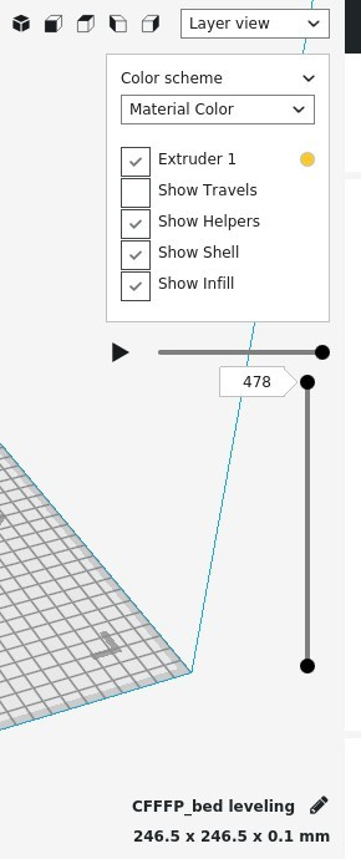 Layer view
Color scheme
Material Color
Extruder 1
Show Travels
Show Helpers
Show Shell
Show Infill
478
CFFFP_bed leveling
246.5 x 246.5 x 0.1 mm